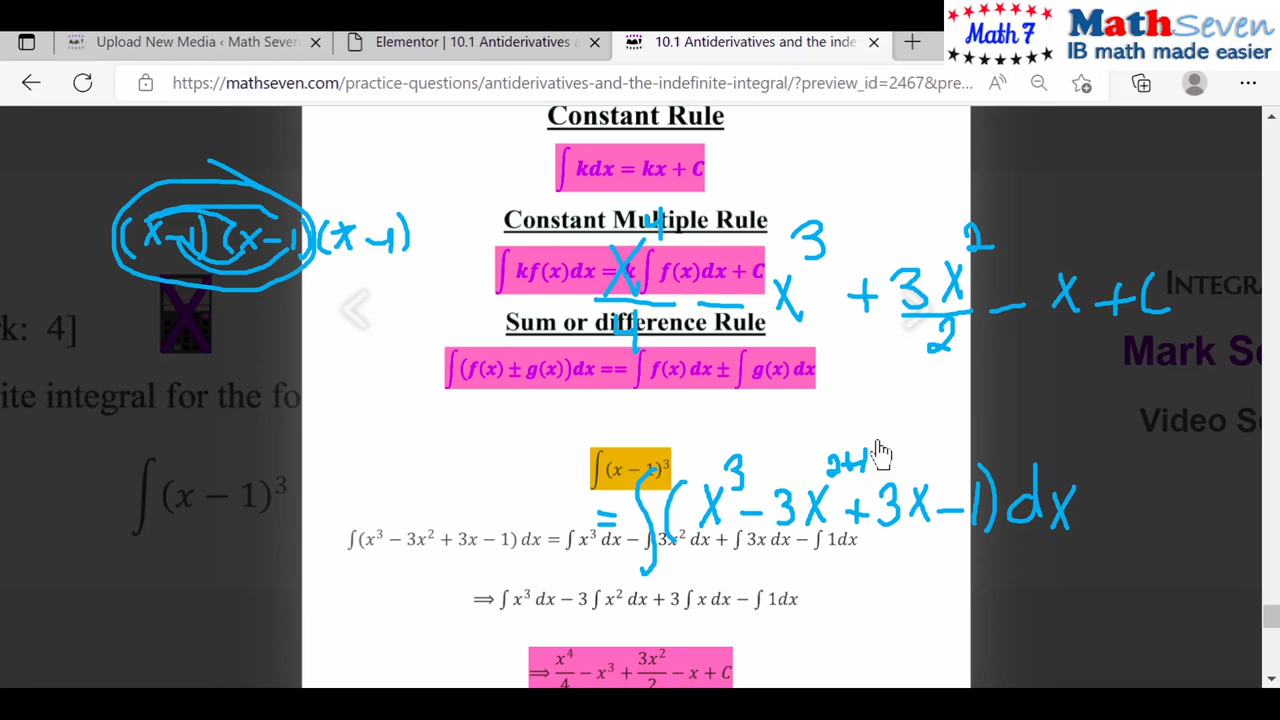 Math 7
MathSeven
IB math made easier
Upload New Media ‹ Math Seven
Elementor | 10.1 Antiderivatives a
10.1 Antiderivatives and the inde
https://mathseven.com/practice-questions/antiderivatives-and-the-indefinite-integral/?preview_id=2467&pre...
Constant Rule
∫ kdx = kx + C
(x-1)(x-1)(x-1)
Constant Multiple Rule
∫ kf(x)dx = k ∫ f(x)dx + C
x⁴/4 - x³ + 3x²/2 - x + C
INTEGRA
k: 4]
Sum or difference Rule
Mark Sc
∫(f(x) ± g(x))dx == ∫ f(x) dx ± ∫ g(x) dx
ite integral for the fo
Video So
∫(x − 1)³
∫(x − 1)³
= ∫(x³ - 3x²⁺¹ + 3x - 1)dx
∫(x³ − 3x² + 3x − 1) dx = ∫ x³ dx − ∫ 3x² dx + ∫ 3x dx − ∫ 1dx
⟹ ∫ x³ dx − 3 ∫ x² dx + 3 ∫ x dx − ∫ 1dx
⟹ x⁴/4 − x³ + 3x²/2 − x + C